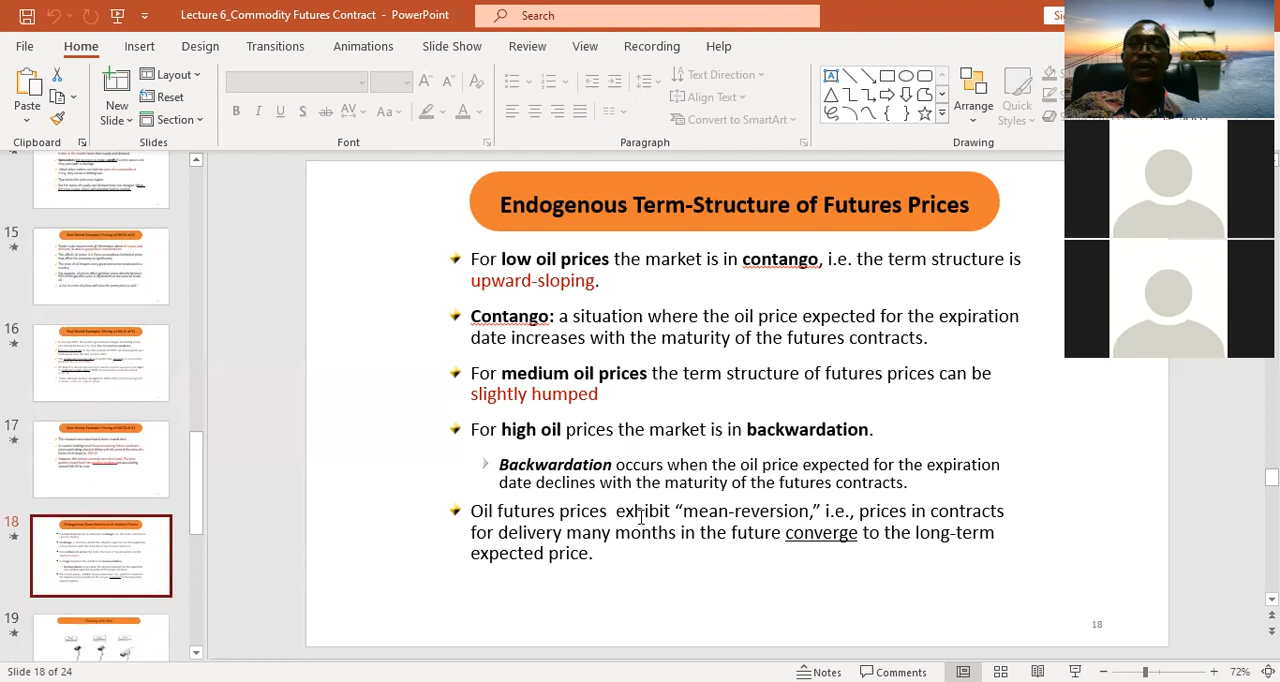 Lecture 6_Commodity Futures Contract - PowerPoint
Search
File Home Insert Design Transitions Animations Slide Show Review View Recording Help
Paste
New
Slide
Layout
Reset
Section
Text Direction
Align Text
Convert to SmartArt
Arrange
Quick
Styles
Clipboard Slides Font Paragraph Drawing
15
16
17
18
19
Endogenous Term-Structure of Futures Prices
For low oil prices the market is in contango, i.e. the term structure is
upward-sloping.
Contango: a situation where the oil price expected for the expiration
date increases with the maturity of the futures contracts.
For medium oil prices the term structure of futures prices can be
slightly humped
For high oil prices the market is in backwardation.
Backwardation occurs when the oil price expected for the expiration
date declines with the maturity of the futures contracts.
Oil futures prices exhibit “mean-reversion,” i.e., prices in contracts
for delivery many months in the future converge to the long-term
expected price.
18
Slide 18 of 24
Notes
Comments
72%